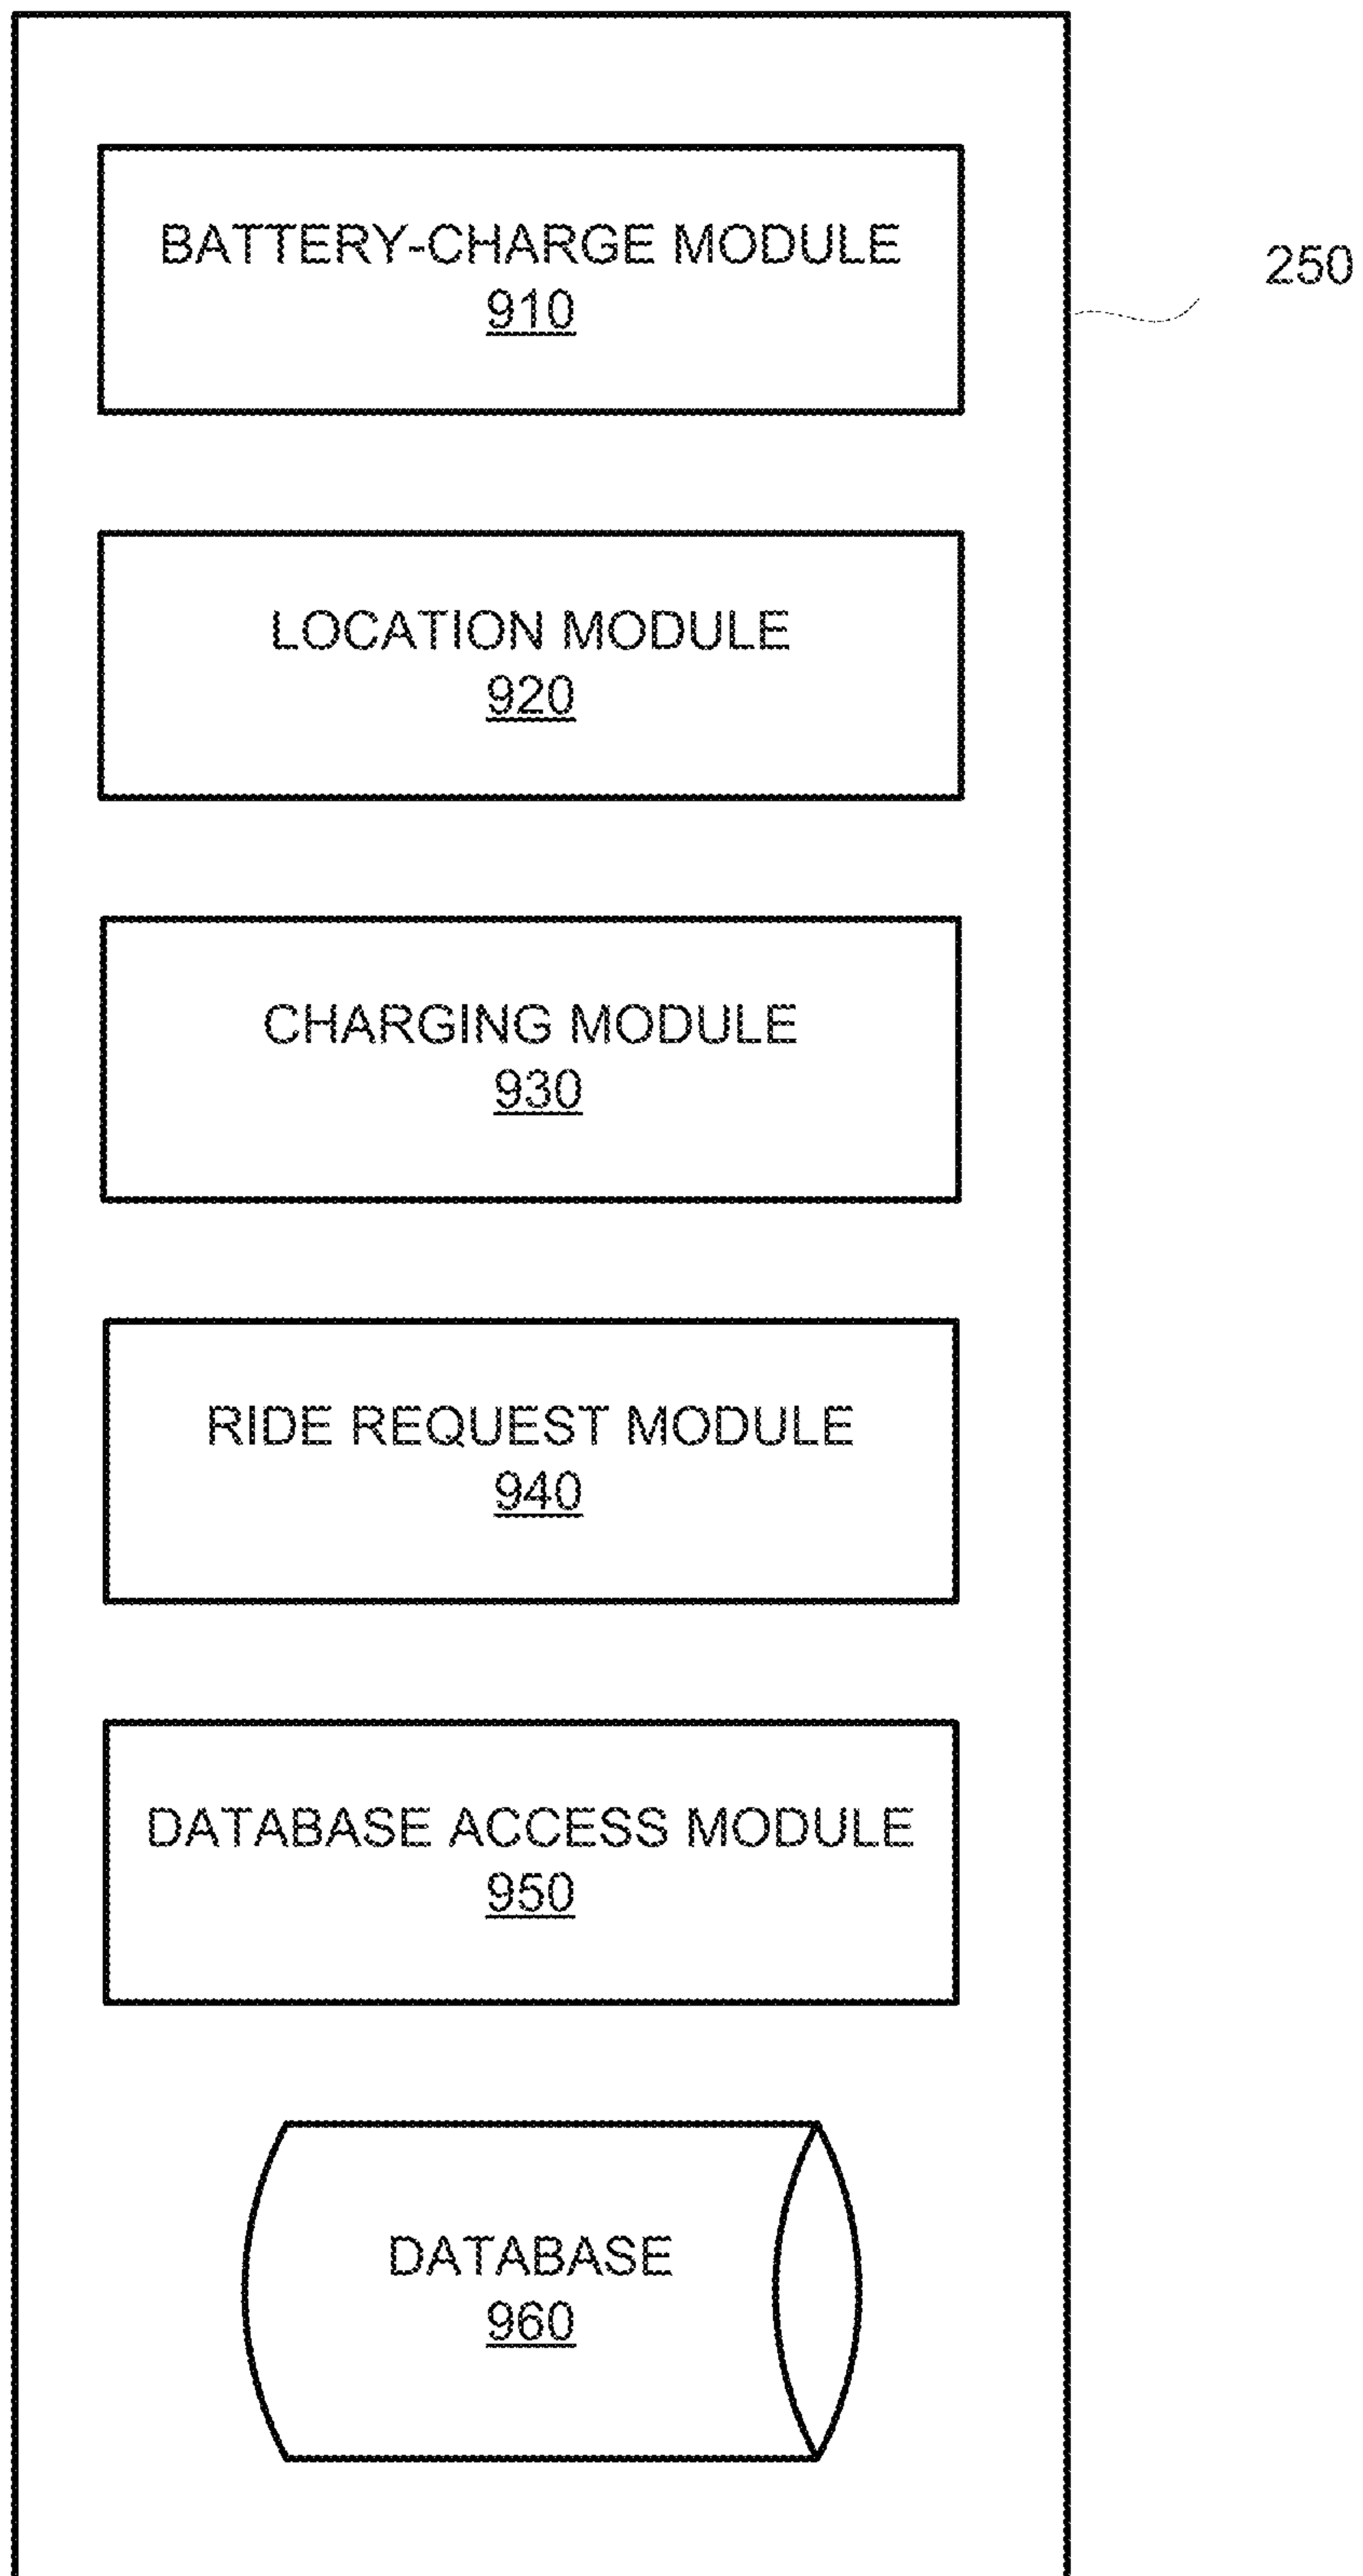 BATTERY-CHARGE MODULE
910
250
LOCATION MODULE
920
CHARGING MODULE
930
RIDE REQUEST MODULE
940
DATABASE ACCESS MODULE
950
DATABASE
960